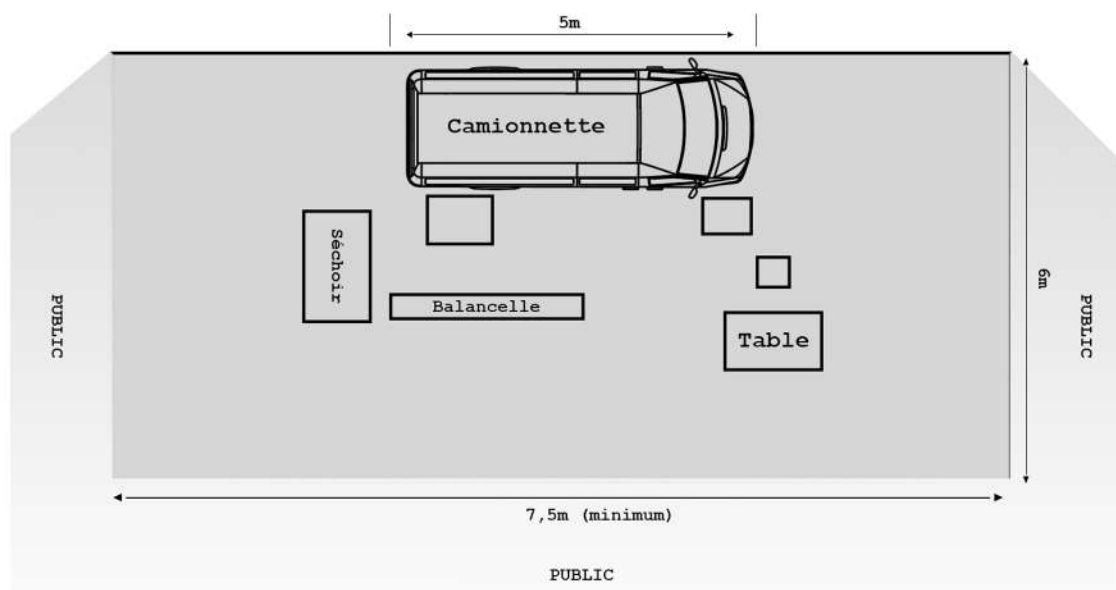 5m
Camionnette
Séchoir
Balancelle
Table
6m
PUBLIC
PUBLIC
7,5m (minimum)
PUBLIC